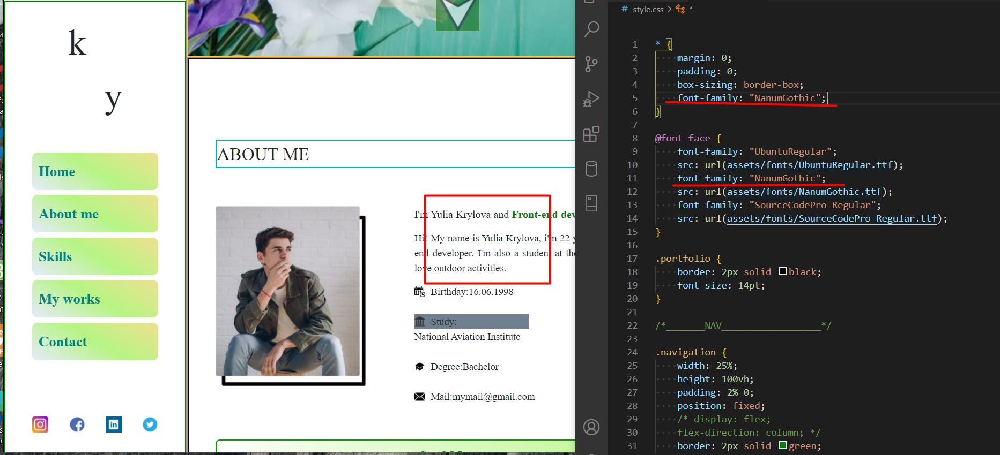 k
y
Home
About me
Skills
My works
Contact
ABOUT ME
I'm Yulia Krylova and Front-end dev
Hi! My name is Yulia Krylova, i'm 22 y
end developer. I'm also a student at the
love outdoor activities.
Birthday:16.06.1998
Study:
National Aviation Institute
Degree:Bachelor
Mail:mymail@gmail.com
# style.css > *
1 * {
2 margin: 0;
3 padding: 0;
4 box-sizing: border-box;
5 font-family: "NanumGothic";
6 }
7
8 @font-face {
9 font-family: "UbuntuRegular";
10 src: url(assets/fonts/UbuntuRegular.ttf);
11 font-family: "NanumGothic";
12 src: url(assets/fonts/NanumGothic.ttf);
13 font-family: "SourceCodePro-Regular";
14 src: url(assets/fonts/SourceCodePro-Regular.ttf);
15 }
16
17 .portfolio {
18 border: 2px solid black;
19 font-size: 14pt;
20 }
21
22 /*_______NAV__________________*/
23
24 .navigation {
25 width: 25%;
26 height: 100vh;
27 padding: 2% 0;
28 position: fixed;
29 /* display: flex;
30 flex-direction: column; */
31 border: 2px solid green;